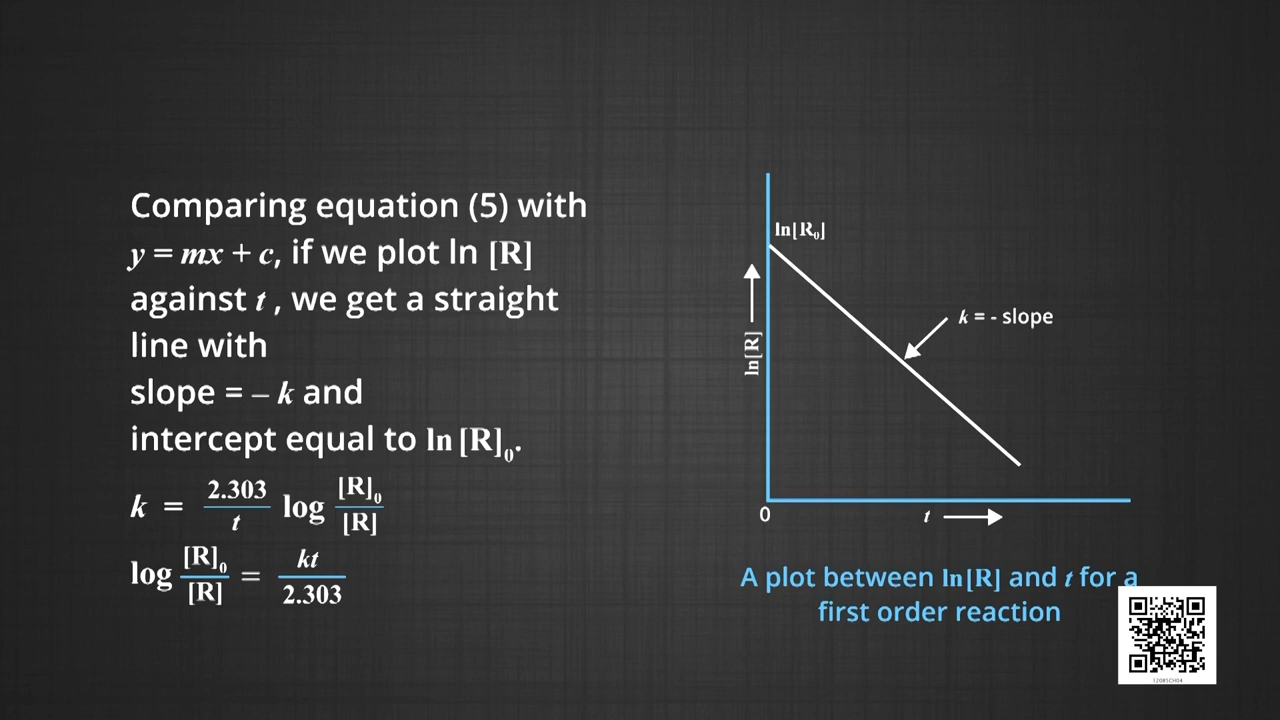 Comparing equation (5) with
y = mx + c, if we plot ln [R]
against t , we get a straight
line with
slope = – k and
intercept equal to ln [R]₀.
k = 2.303/t log [R]₀/[R]
log [R]₀/[R] = kt/2.303
ln[R₀]
ln[R]
k = - slope
0
t
A plot between ln[R] and t for a
first order reaction
12085CH04